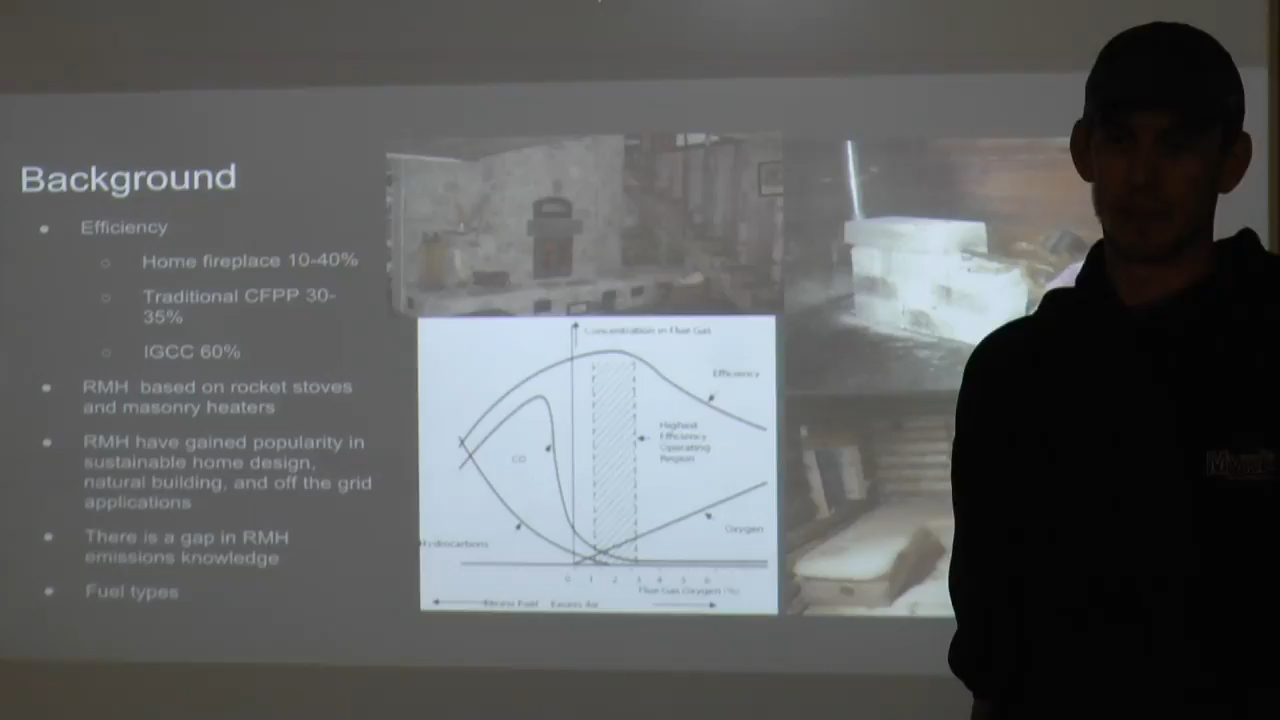 Background
Efficiency
Home fireplace 10-40%
Traditional CFPP 30-
35%
IGCC 60%
RMH based on rocket stoves
and masonry heaters
RMH have gained popularity in
sustainable home design,
natural building, and off the grid
applications
There is a gap in RMH
emissions knowledge
Fuel types
Concentration in Flue Gas
Efficiency
Highest
Efficiency
Operating
Region
CO
Oxygen
Hydrocarbons
0 1 2 3 4 5 6
Flue Gas Oxygen (%)
Excess Fuel Excess Air